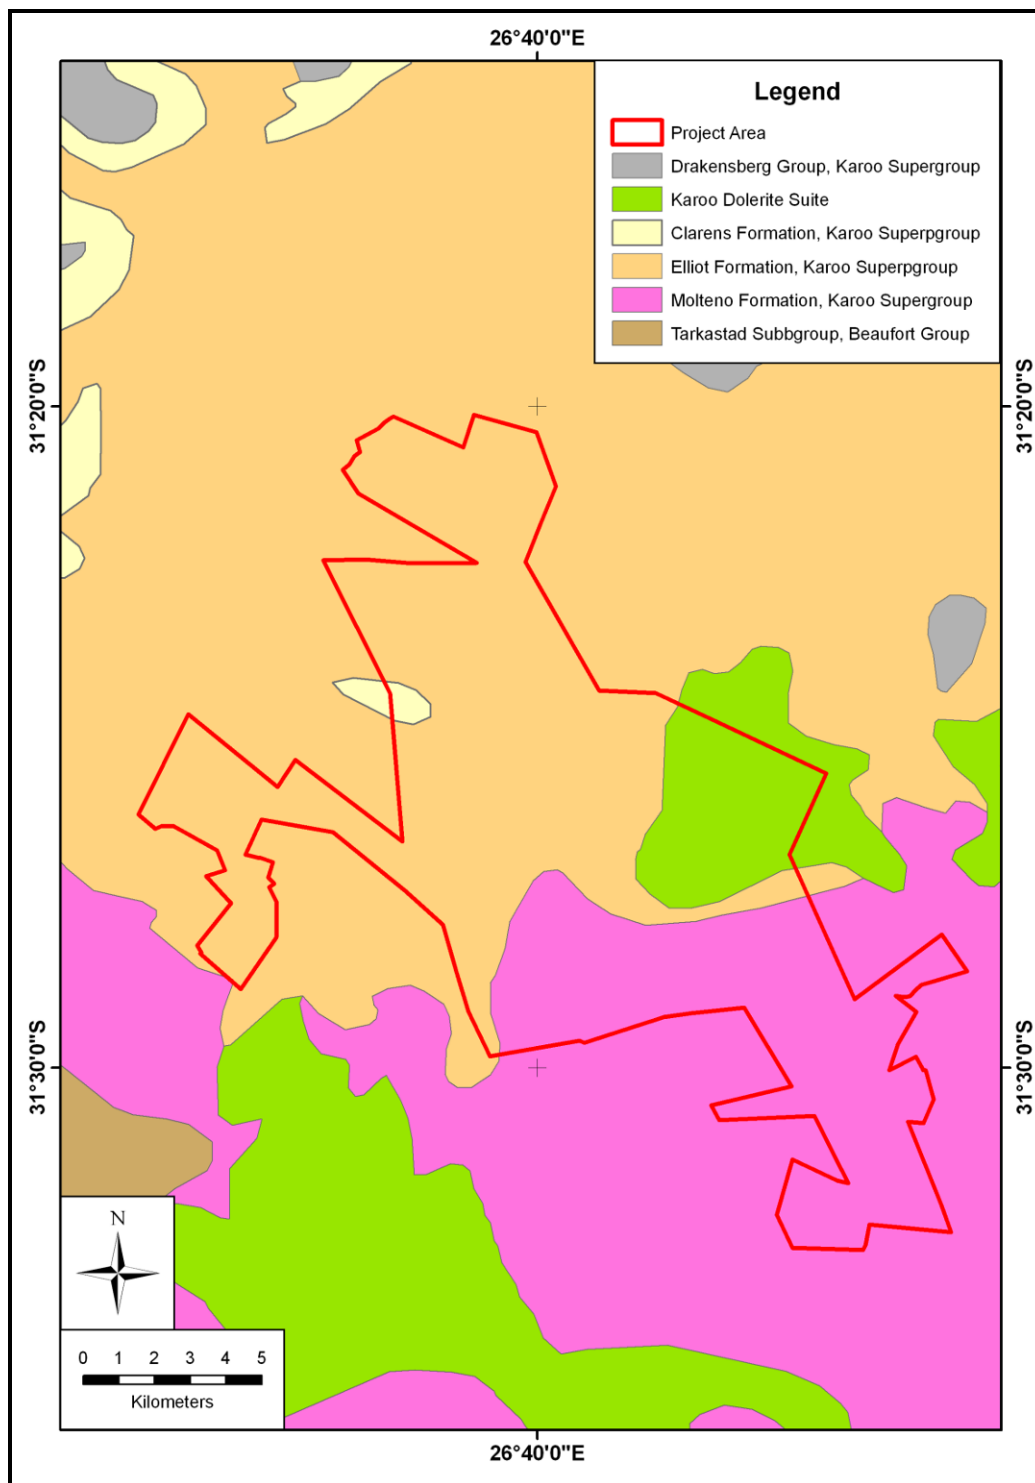 26°40'0"E
Legend
Project Area
Drakensberg Group, Karoo Supergroup
Karoo Dolerite Suite
Clarens Formation, Karoo Superpgroup
Elliot Formation, Karoo Superpgroup
Molteno Formation, Karoo Supergroup
Tarkastad Subbgroup, Beaufort Group
31°20'0"S
31°20'0"S
31°30'0"S
31°30'0"S
N
0 1 2 3 4 5
Kilometers
26°40'0"E